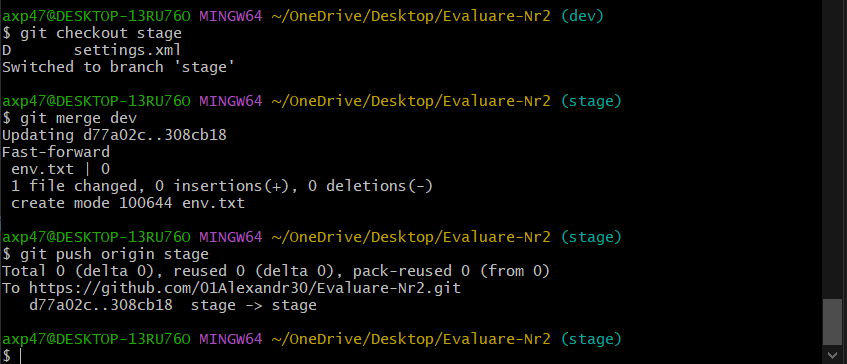 axp47@DESKTOP-13RU76O MINGW64 ~/OneDrive/Desktop/Evaluare-Nr2 (dev)
$ git checkout stage
D       settings.xml
Switched to branch 'stage'

axp47@DESKTOP-13RU76O MINGW64 ~/OneDrive/Desktop/Evaluare-Nr2 (stage)
$ git merge dev
Updating d77a02c..308cb18
Fast-forward
 env.txt | 0
 1 file changed, 0 insertions(+), 0 deletions(-)
 create mode 100644 env.txt

axp47@DESKTOP-13RU76O MINGW64 ~/OneDrive/Desktop/Evaluare-Nr2 (stage)
$ git push origin stage
Total 0 (delta 0), reused 0 (delta 0), pack-reused 0 (from 0)
To https://github.com/01Alexandr30/Evaluare-Nr2.git
   d77a02c..308cb18  stage -> stage

axp47@DESKTOP-13RU76O MINGW64 ~/OneDrive/Desktop/Evaluare-Nr2 (stage)
$